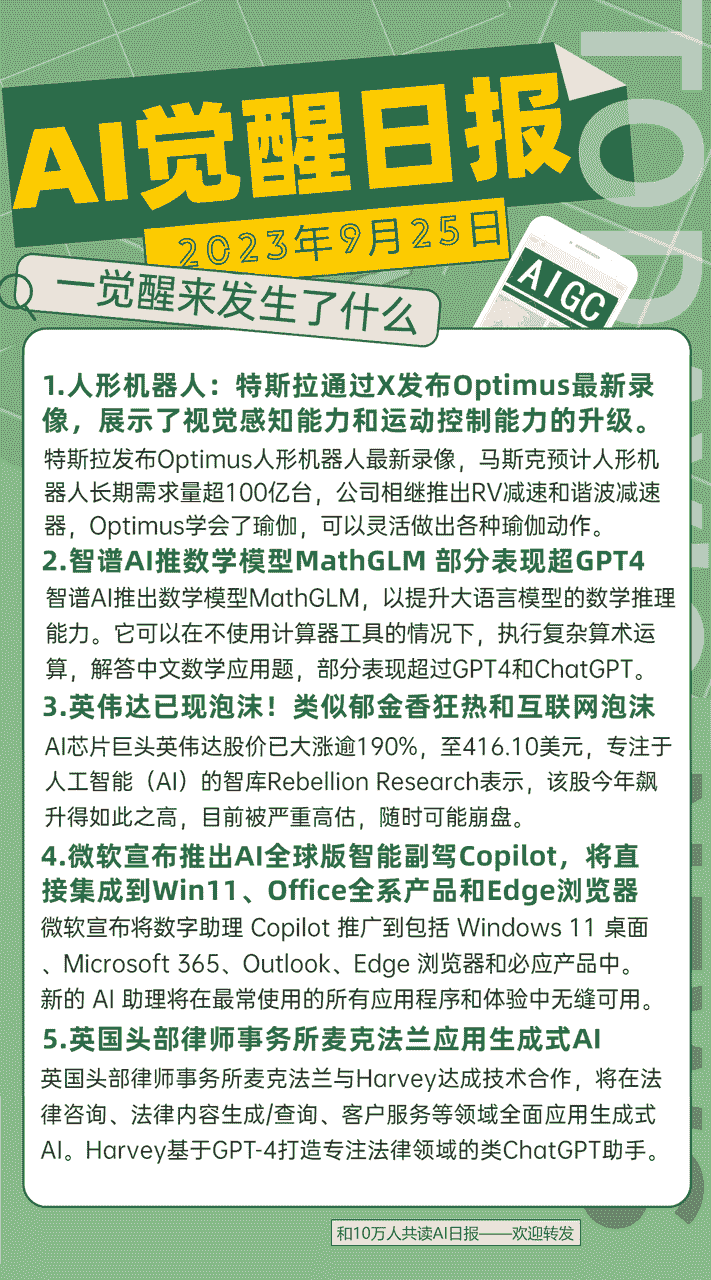 AI觉醒日报
2023年9月25日
一觉醒来发生了什么
AIGC
1.人形机器人：特斯拉通过X发布Optimus最新录
像，展示了视觉感知能力和运动控制能力的升级。
特斯拉发布Optimus人形机器人最新录像，马斯克预计人形机
器人长期需求量超100亿台，公司相继推出RV减速和谐波减速
器，Optimus学会了瑜伽，可以灵活做出各种瑜伽动作。
2.智谱AI推数学模型MathGLM 部分表现超GPT4
智谱AI推出数学模型MathGLM，以提升大语言模型的数学推理
能力。它可以在不使用计算器工具的情况下，执行复杂算术运
算，解答中文数学应用题，部分表现超过GPT4和ChatGPT。
3.英伟达已现泡沫！类似郁金香狂热和互联网泡沫
AI芯片巨头英伟达股价已大涨逾190%，至416.10美元，专注于
人工智能（AI）的智库Rebellion Research表示，该股今年飙
升得如此之高，目前被严重高估，随时可能崩盘。
4.微软宣布推出AI全球版智能副驾Copilot，将直
接集成到Win11、Office全系产品和Edge浏览器
微软宣布将数字助理 Copilot 推广到包括 Windows 11 桌面
、Microsoft 365、Outlook、Edge 浏览器和必应产品中。
新的 AI 助理将在最常使用的所有应用程序和体验中无缝可用。
5.英国头部律师事务所麦克法兰应用生成式AI
英国头部律师事务所麦克法兰与Harvey达成技术合作，将在法
律咨询、法律内容生成/查询、客户服务等领域全面应用生成式
AI。Harvey基于GPT-4打造专注法律领域的类ChatGPT助手。
和10万人共读AI日报——欢迎转发